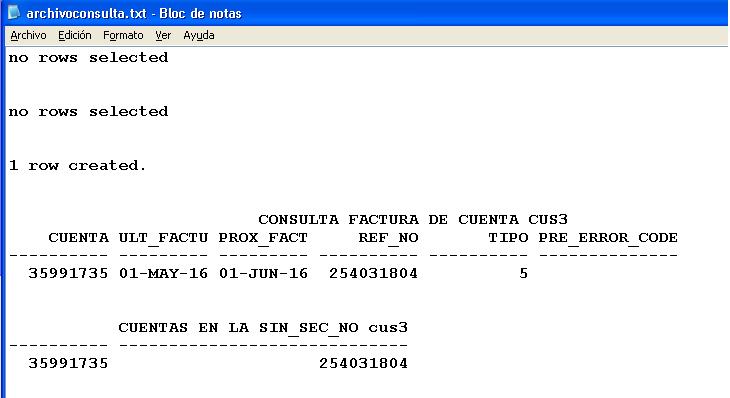 archivoconsulta.txt - Bloc de notas
Archivo Edición Formato Ver Ayuda
no rows selected
no rows selected
1 row created.
CONSULTA FACTURA DE CUENTA CUS3
CUENTA ULT_FACTU PROX_FACT REF_NO TIPO PRE_ERROR_CODE
---------- --------- --------- ---------- ---------- --------------
35991735 01-MAY-16 01-JUN-16 254031804 5
CUENTAS EN LA SIN_SEC_NO cus3
---------- -----------------------------
35991735 254031804